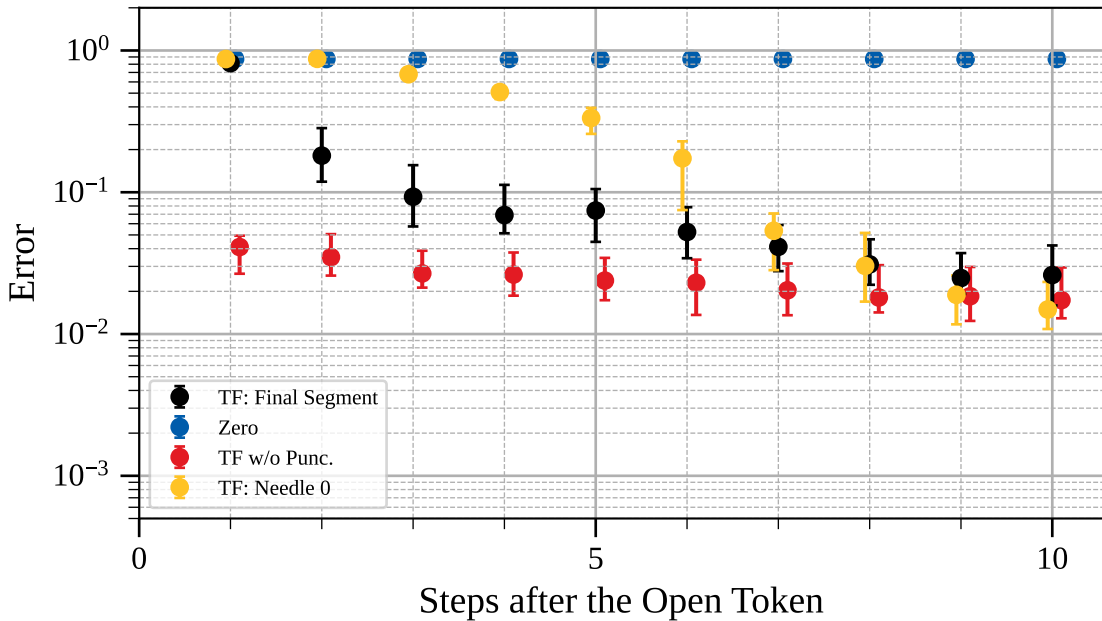 10⁰
10⁻¹
10⁻²
10⁻³
Error
TF: Final Segment
Zero
TF w/o Punc.
TF: Needle 0
0
5
10
Steps after the Open Token